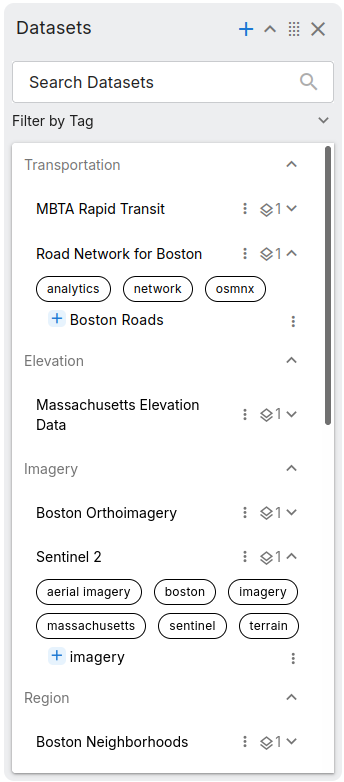 Datasets
Search Datasets
Filter by Tag
Transportation
MBTA Rapid Transit 1
Road Network for Boston 1
analytics network osmnx
+ Boston Roads
Elevation
Massachusetts Elevation
Data 1
Imagery
Boston Orthoimagery 1
Sentinel 2 1
aerial imagery boston imagery
massachusetts sentinel terrain
+ imagery
Region
Boston Neighborhoods 1